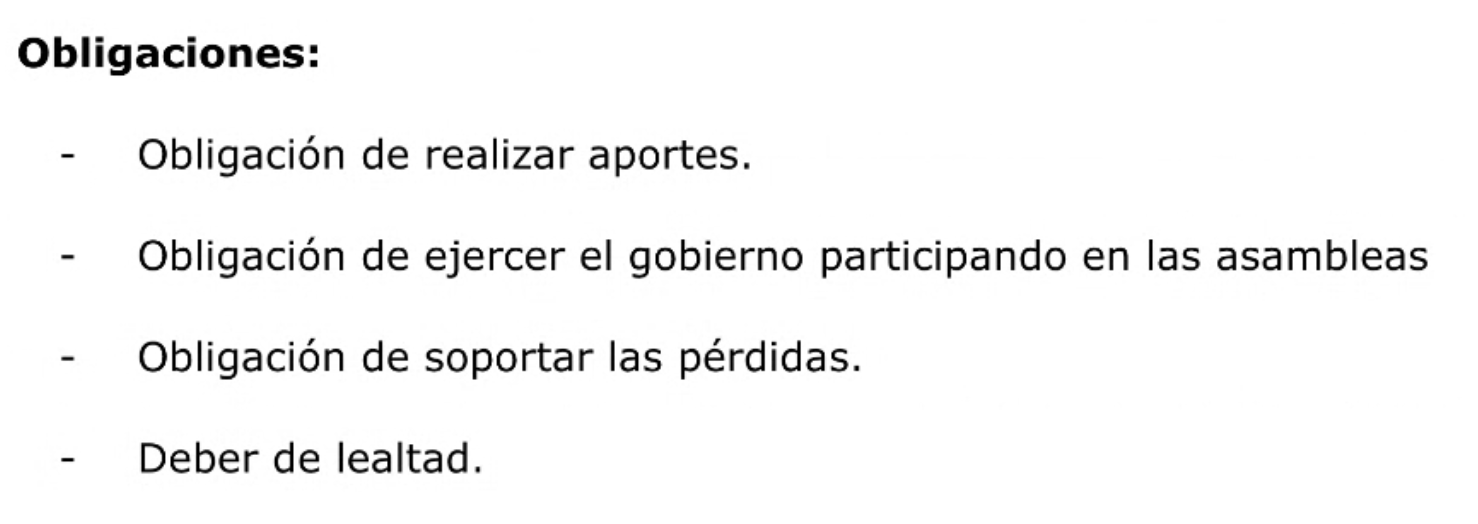 Obligaciones:
- Obligación de realizar aportes.
- Obligación de ejercer el gobierno participando en las asambleas
- Obligación de soportar las pérdidas.
- Deber de lealtad.